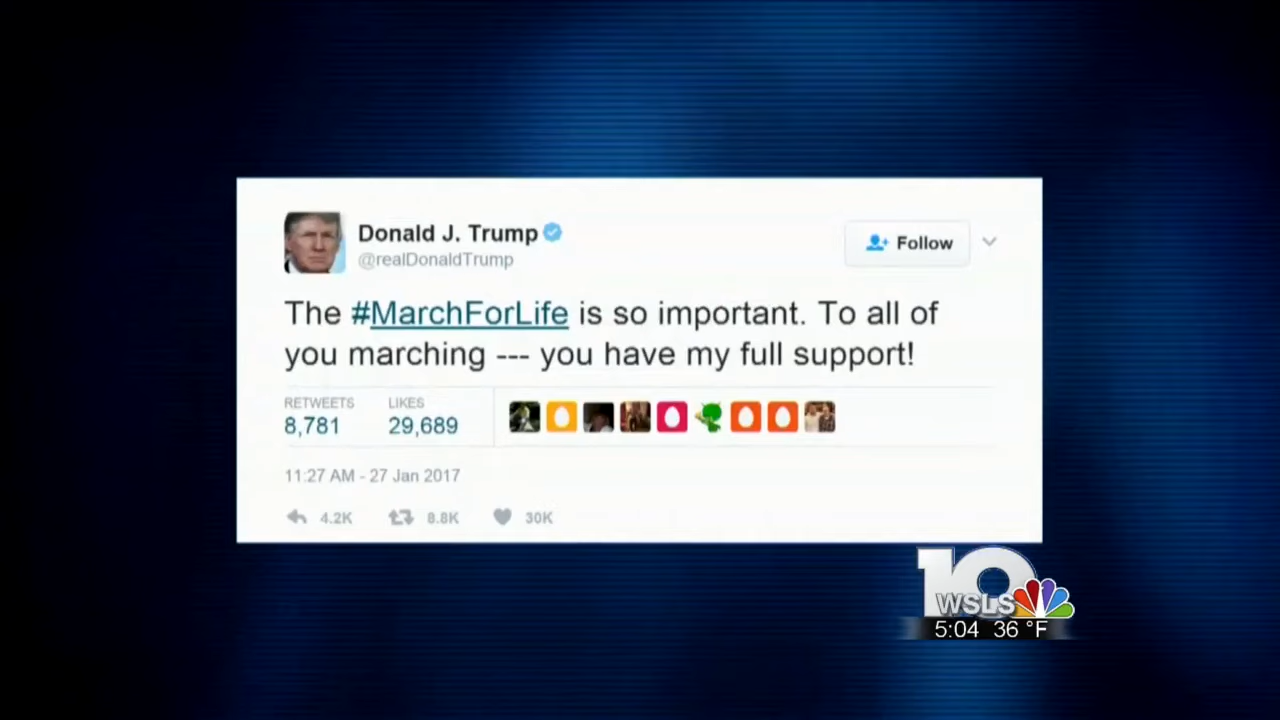 Donald J. Trump
@realDonaldTrump
Follow
The #MarchForLife is so important. To all of
you marching --- you have my full support!
RETWEETS LIKES
8,781 29,689
11:27 AM - 27 Jan 2017
4.2K 8.8K 30K
10
WSLS
5:04 36 °F